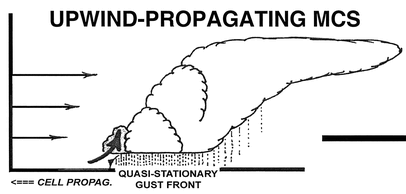 UPWIND-PROPAGATING MCS
<=== CELL PROPAG.
QUASI-STATIONARY
GUST FRONT